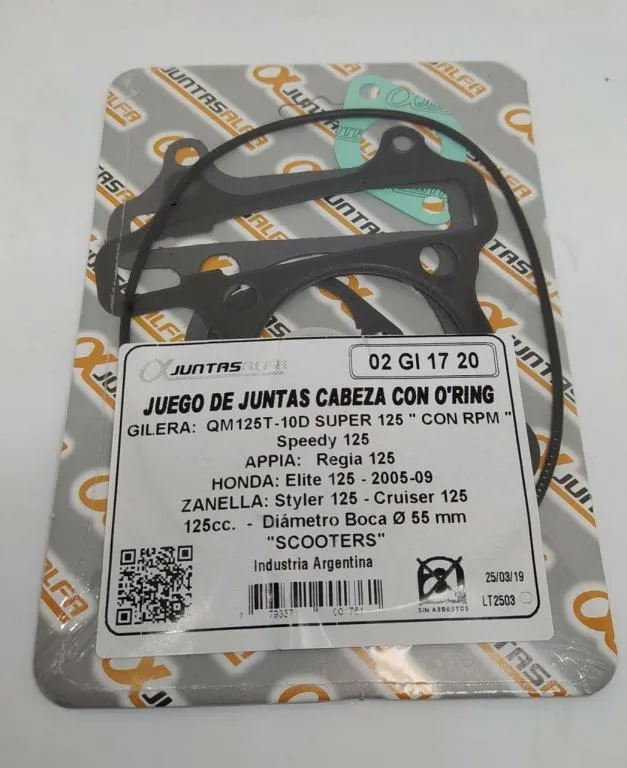 JUNTASALFA
JUNTASALFA
02 GI 17 20
JUEGO DE JUNTAS CABEZA CON O'RING
GILERA: QM125T-10D SUPER 125 " CON RPM "
Speedy 125
APPIA: Regia 125
HONDA: Elite 125 - 2005-09
ZANELLA: Styler 125 - Cruiser 125
125cc. - Diámetro Boca Ø 55 mm
"SCOOTERS"
Industria Argentina
SIN ASBESTOS
25/03/19
LT2503